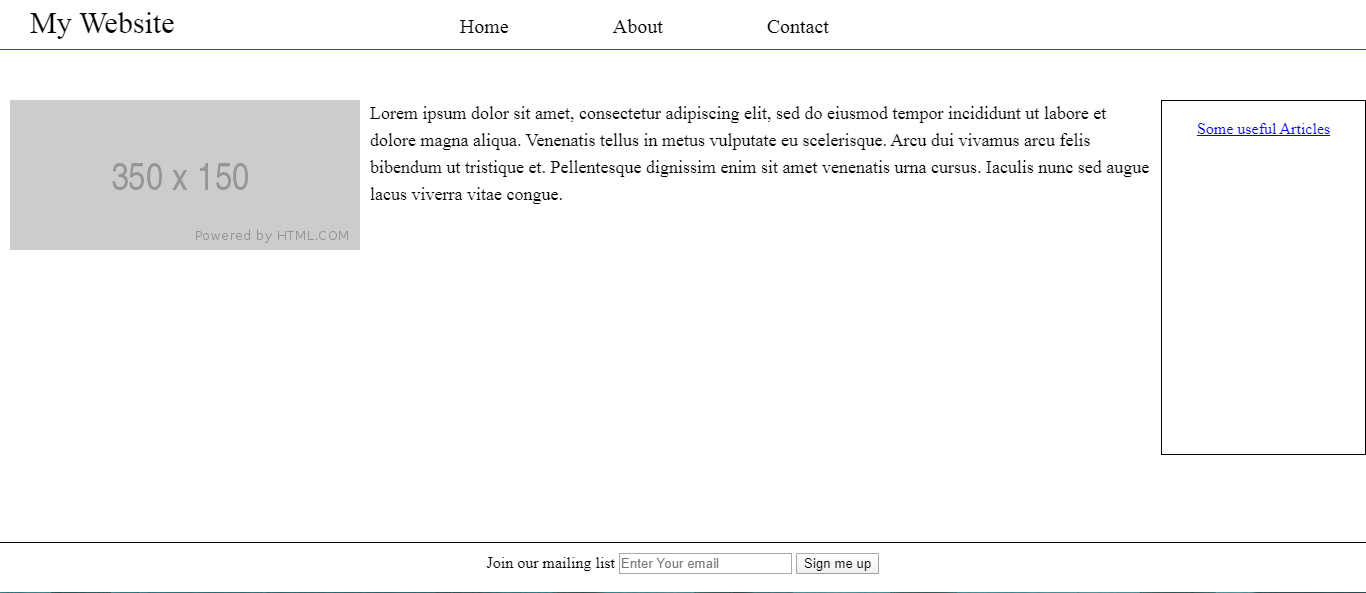 My Website
Home About Contact
350 x 150
Powered by HTML.COM
Lorem ipsum dolor sit amet, consectetur adipiscing elit, sed do eiusmod tempor incididunt ut labore et
dolore magna aliqua. Venenatis tellus in metus vulputate eu scelerisque. Arcu dui vivamus arcu felis
bibendum ut tristique et. Pellentesque dignissim enim sit amet venenatis urna cursus. Iaculis nunc sed augue
lacus viverra vitae congue.
Some useful Articles
Join our mailing list Enter Your email Sign me up